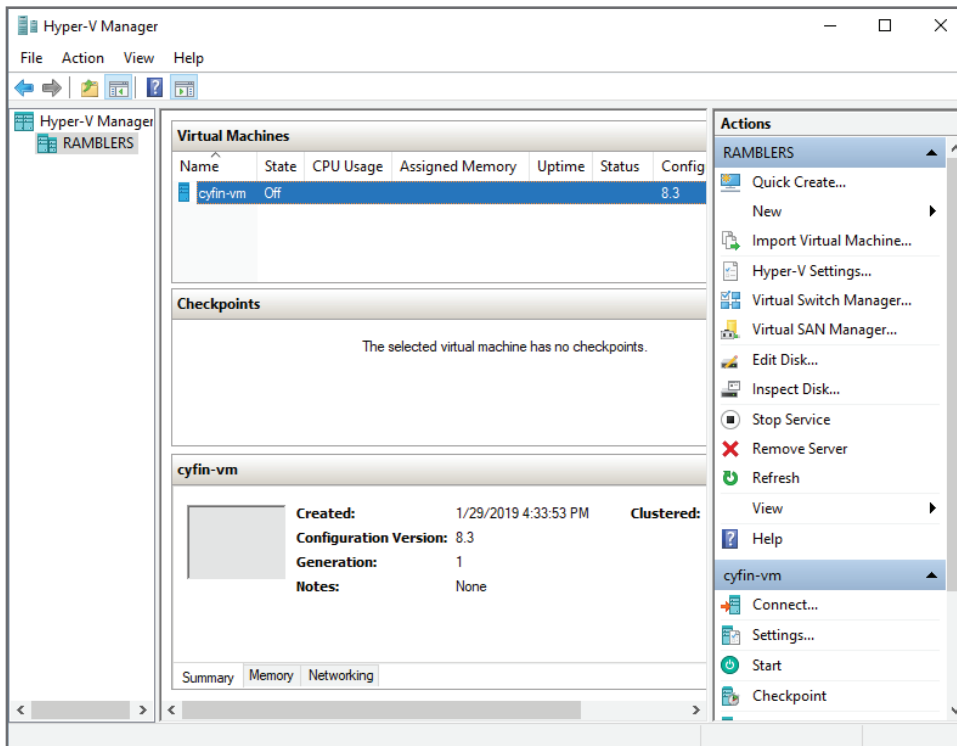 Hyper-V Manager
File Action View Help
Hyper-V Manager
RAMBLERS
Virtual Machines
Name State CPU Usage Assigned Memory Uptime Status Config
cyfin-vm Off 8.3
Checkpoints
The selected virtual machine has no checkpoints.
cyfin-vm
Created: 1/29/2019 4:33:53 PM Clustered:
Configuration Version: 8.3
Generation: 1
Notes: None
Summary Memory Networking
Actions
RAMBLERS
Quick Create...
New
Import Virtual Machine...
Hyper-V Settings...
Virtual Switch Manager...
Virtual SAN Manager...
Edit Disk...
Inspect Disk...
Stop Service
Remove Server
Refresh
View
Help
cyfin-vm
Connect...
Settings...
Start
Checkpoint